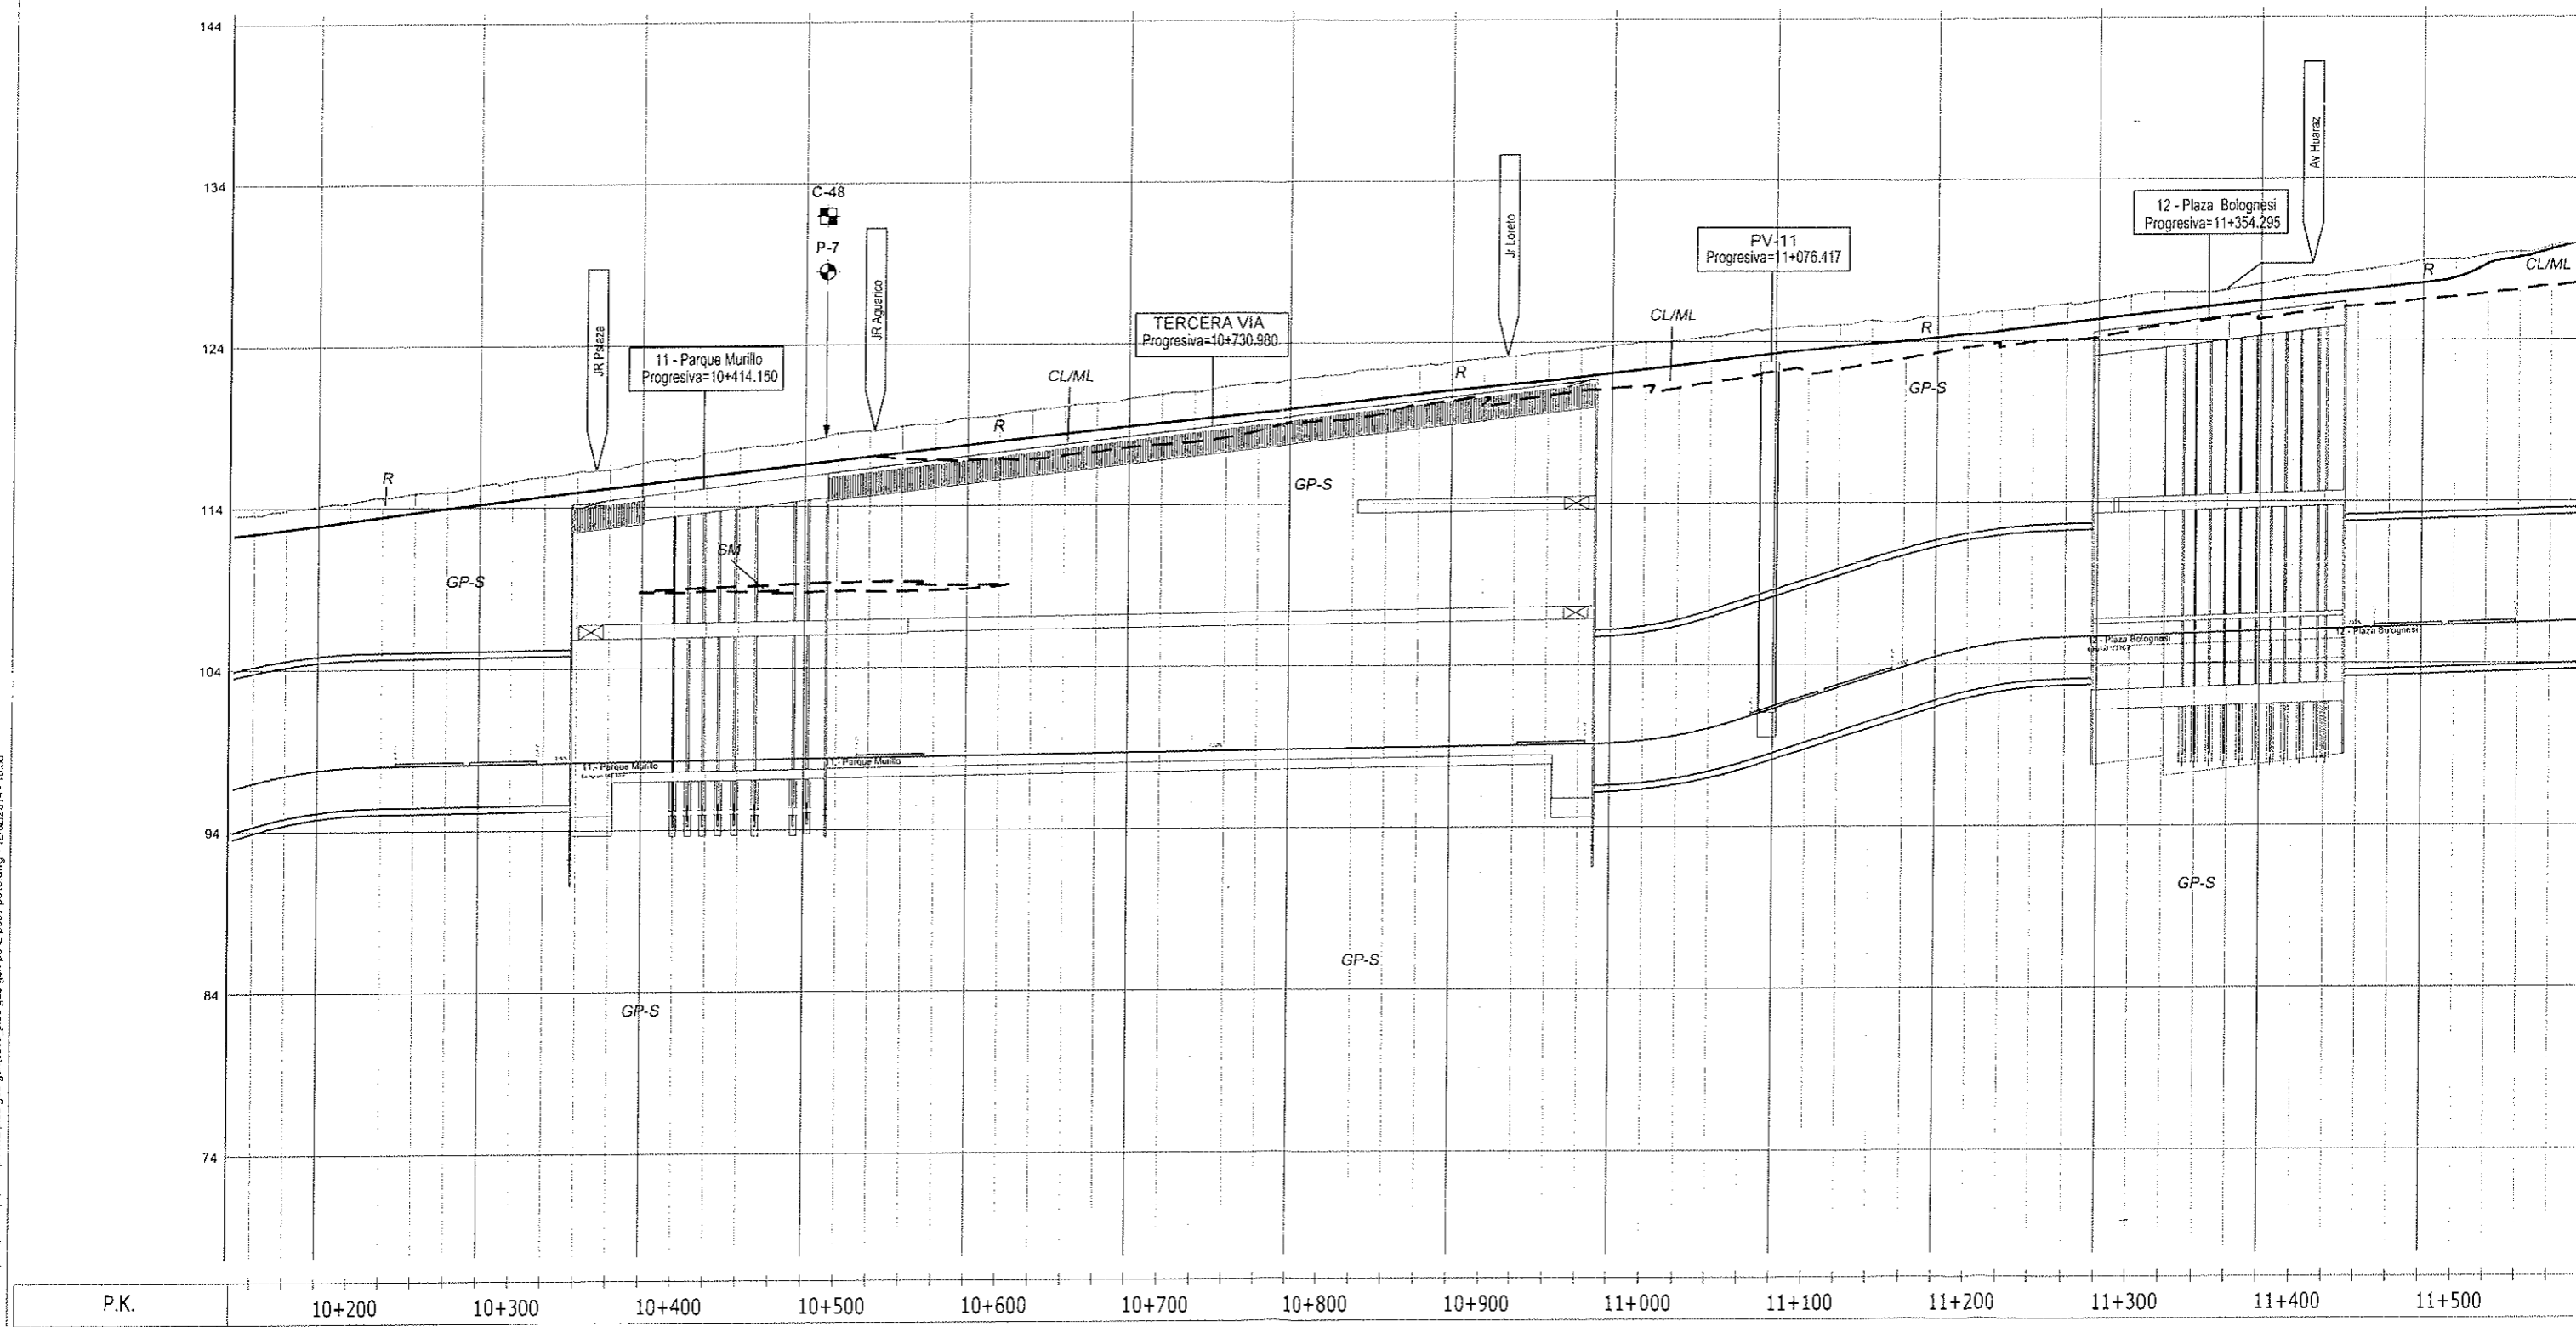 144
134
124
114
104
94
84
74
JR Pstaza
11 - Parque Murillo
Progresiva=10+414.150
C-48
P-7
JR Aguarico
TERCERA VIA
Progresiva=10+730.980
Jr Loreto
PV-11
Progresiva=11+076.417
12 - Plaza Bolognesi
Progresiva=11+354.295
Av Huaraz
R
R
R
R
R
CL/ML
CL/ML
CL/ML
GP-S
SM
GP-S
GP-S
11.- Parque Murillo
11.- Parque Murillo
12 - Plaza Bolognesi
12 - Plaza Bolognesi
GP-S
GP-S
GP-S
P.K.
10+200
10+300
10+400
10+500
10+600
10+700
10+800
10+900
11+000
11+100
11+200
11+300
11+400
11+500